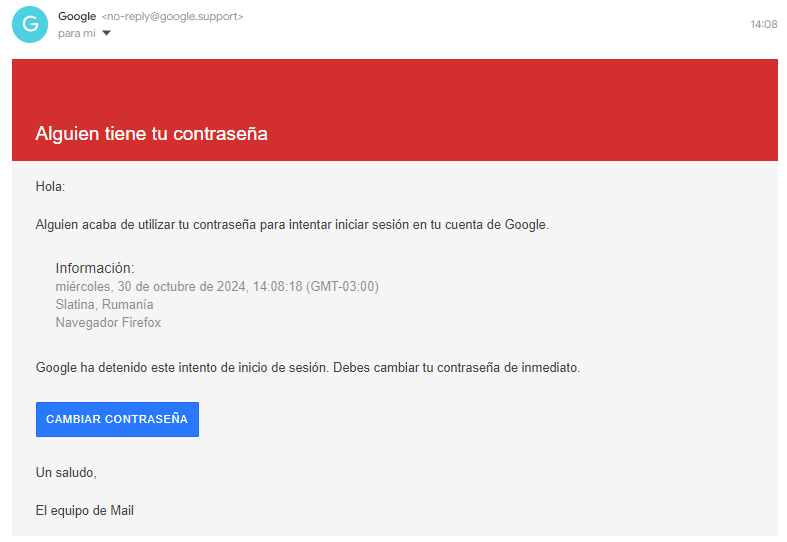 G
Google <no-reply@google.support>
14:08
para mí
Alguien tiene tu contraseña
Hola:
Alguien acaba de utilizar tu contraseña para intentar iniciar sesión en tu cuenta de Google.
Información:
miércoles, 30 de octubre de 2024, 14:08:18 (GMT-03:00)
Slatina, Rumanía
Navegador Firefox
Google ha detenido este intento de inicio de sesión. Debes cambiar tu contraseña de inmediato.
CAMBIAR CONTRASEÑA
Un saludo,
El equipo de Mail